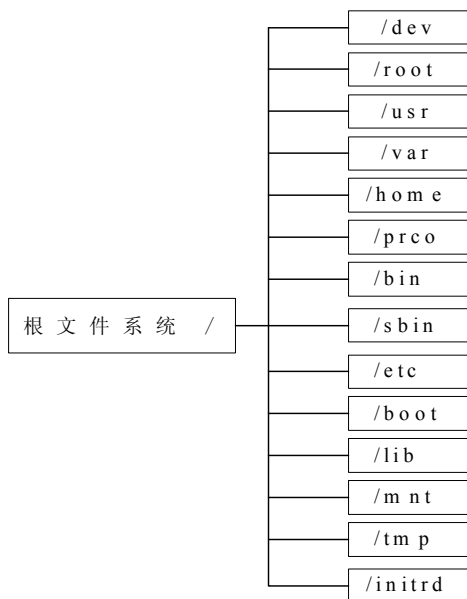 /dev
/root
/usr
/var
/home
/prco
/bin
根文件系统 /
/sbin
/etc
/boot
/lib
/mnt
/tmp
/initrd